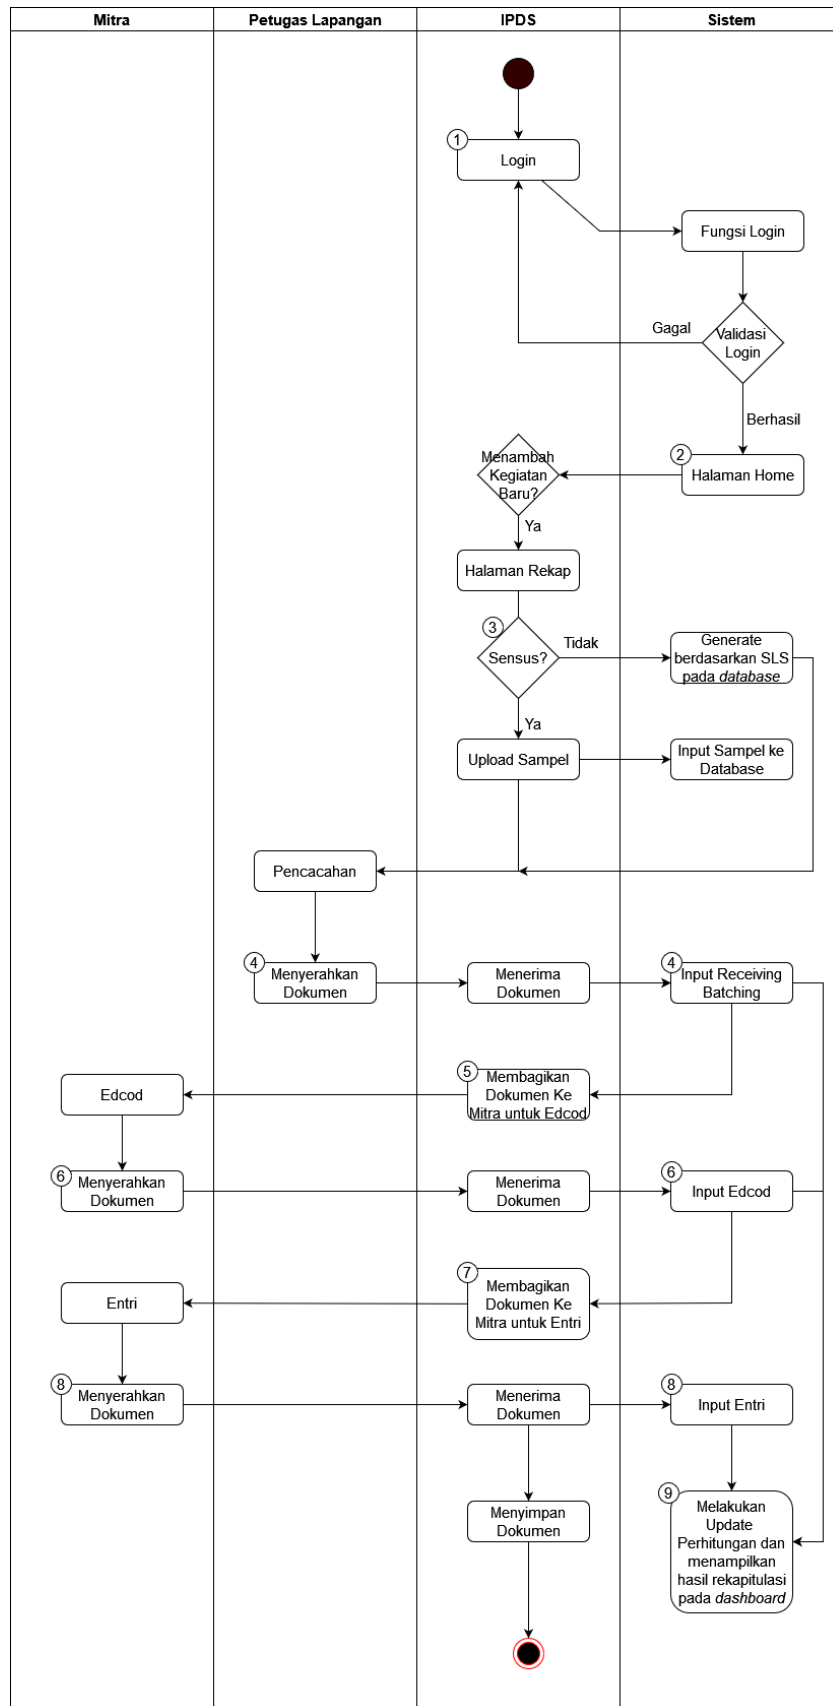 Mitra
Petugas Lapangan
IPDS
Sistem
1
Login
Fungsi Login
Gagal
Validasi
Login
Berhasil
Menambah
Kegiatan
Baru?
2
Halaman Home
Ya
Halaman Rekap
3
Sensus?
Tidak
Generate
berdasarkan SLS
pada database
Ya
Upload Sampel
Input Sampel ke
Database
Pencacahan
4
Menyerahkan
Dokumen
Menerima
Dokumen
4
Input Receiving
Batching
Edcod
5
Membagikan
Dokumen Ke
Mitra untuk Edcod
6
Menyerahkan
Dokumen
Menerima
Dokumen
6
Input Edcod
Entri
7
Membagikan
Dokumen Ke
Mitra untuk Entri
8
Menyerahkan
Dokumen
Menerima
Dokumen
8
Input Entri
Menyimpan
Dokumen
9
Melakukan
Update
Perhitungan dan
menampilkan
hasil rekapitulasi
pada dashboard